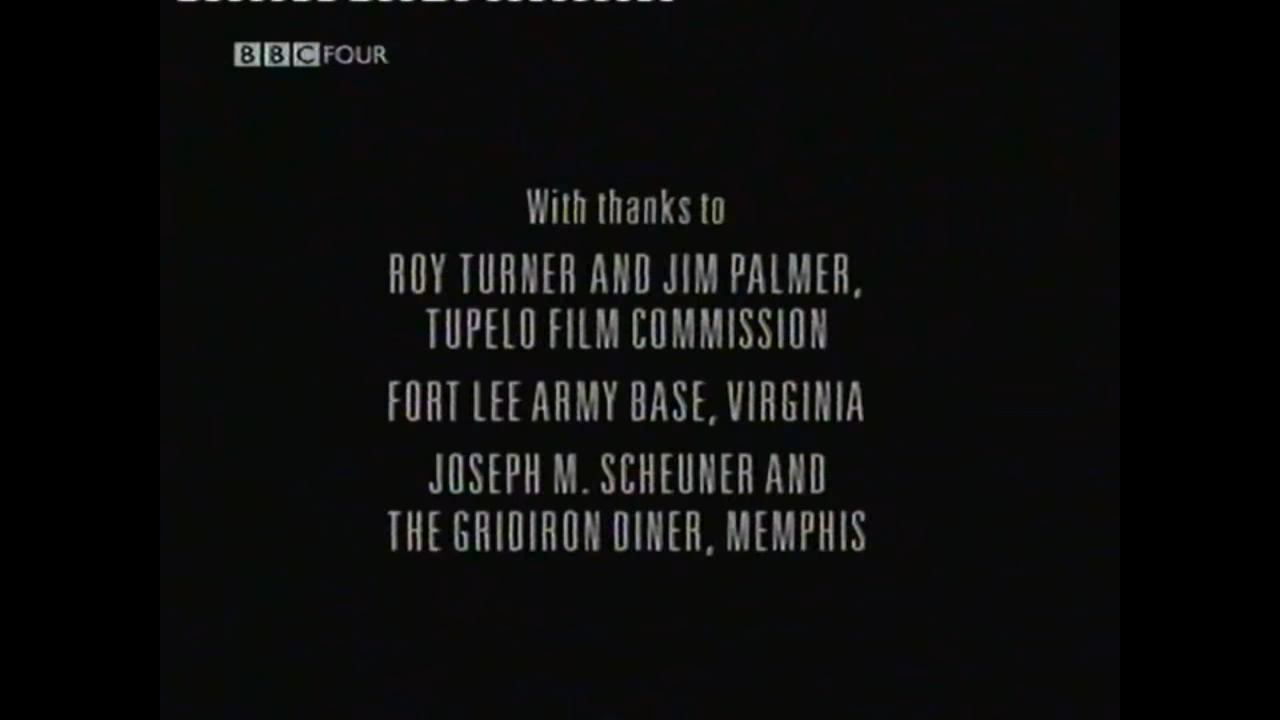 BBC FOUR
With thanks to
ROY TURNER AND JIM PALMER,
TUPELO FILM COMMISSION
FORT LEE ARMY BASE, VIRGINIA
JOSEPH M. SCHEUNER AND
THE GRIDIRON DINER, MEMPHIS